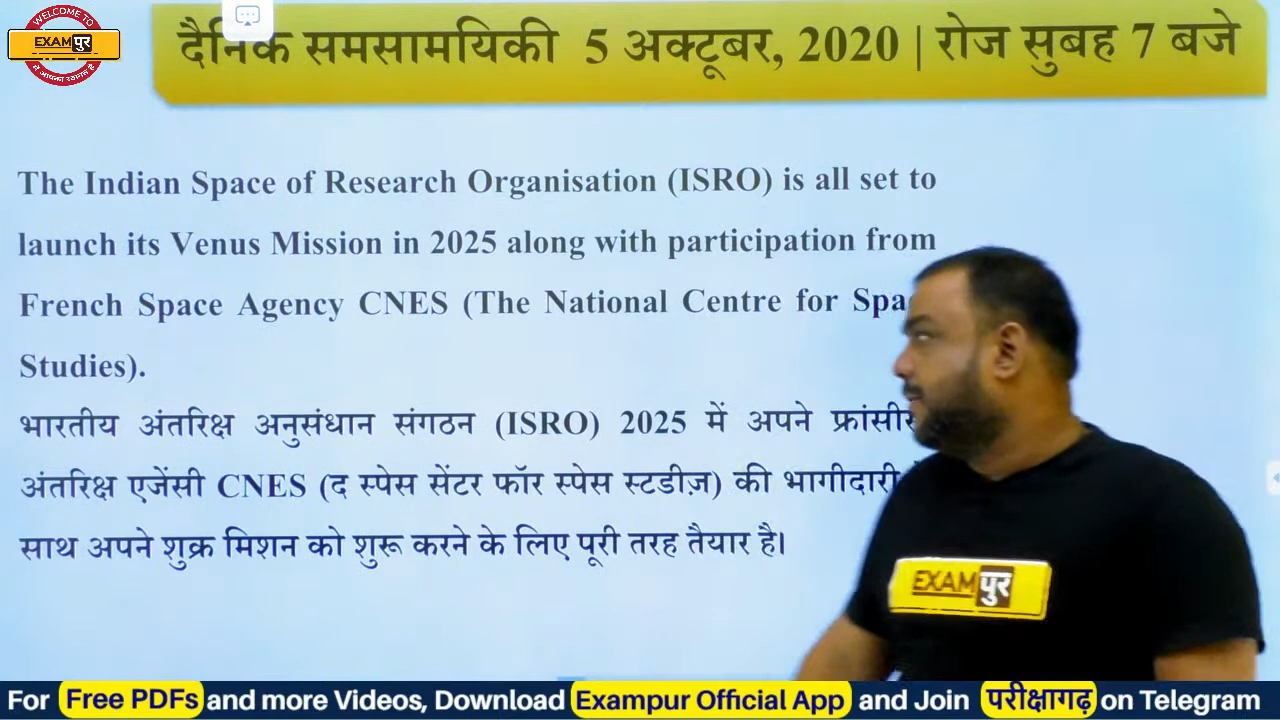 WELCOME TO
EXAMपुर
में आपका स्वागत है
दैनिक समसामयिकी 5 अक्टूबर, 2020 | रोज सुबह 7 बजे
The Indian Space of Research Organisation (ISRO) is all set to
launch its Venus Mission in 2025 along with participation from
French Space Agency CNES (The National Centre for
Studies).
भारतीय अंतरिक्ष अनुसंधान संगठन (ISRO) 2025 में अपने
अंतरिक्ष एजेंसी CNES (द स्पेस सेंटर फॉर स्पेस स्टडीज़) की भागीदारी
साथ अपने शुक्र मिशन को शुरू करने के लिए पूरी तरह तैयार है।
EXAMपुर
For Free PDFs and more Videos, Download Exampur Official App and Join परीक्षागढ़ on Telegram